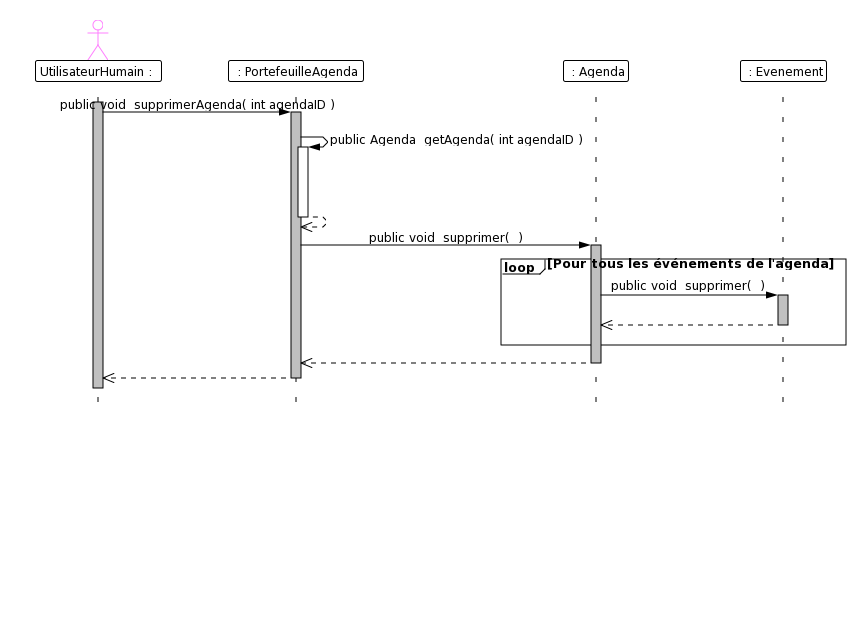 UtilisateurHumain :
: PortefeuilleAgenda
: Agenda
: Evenement
public void supprimerAgenda( int agendaID )
public Agenda getAgenda( int agendaID )
public void supprimer( )
loop [Pour tous les événements de l'agenda]
public void supprimer( )